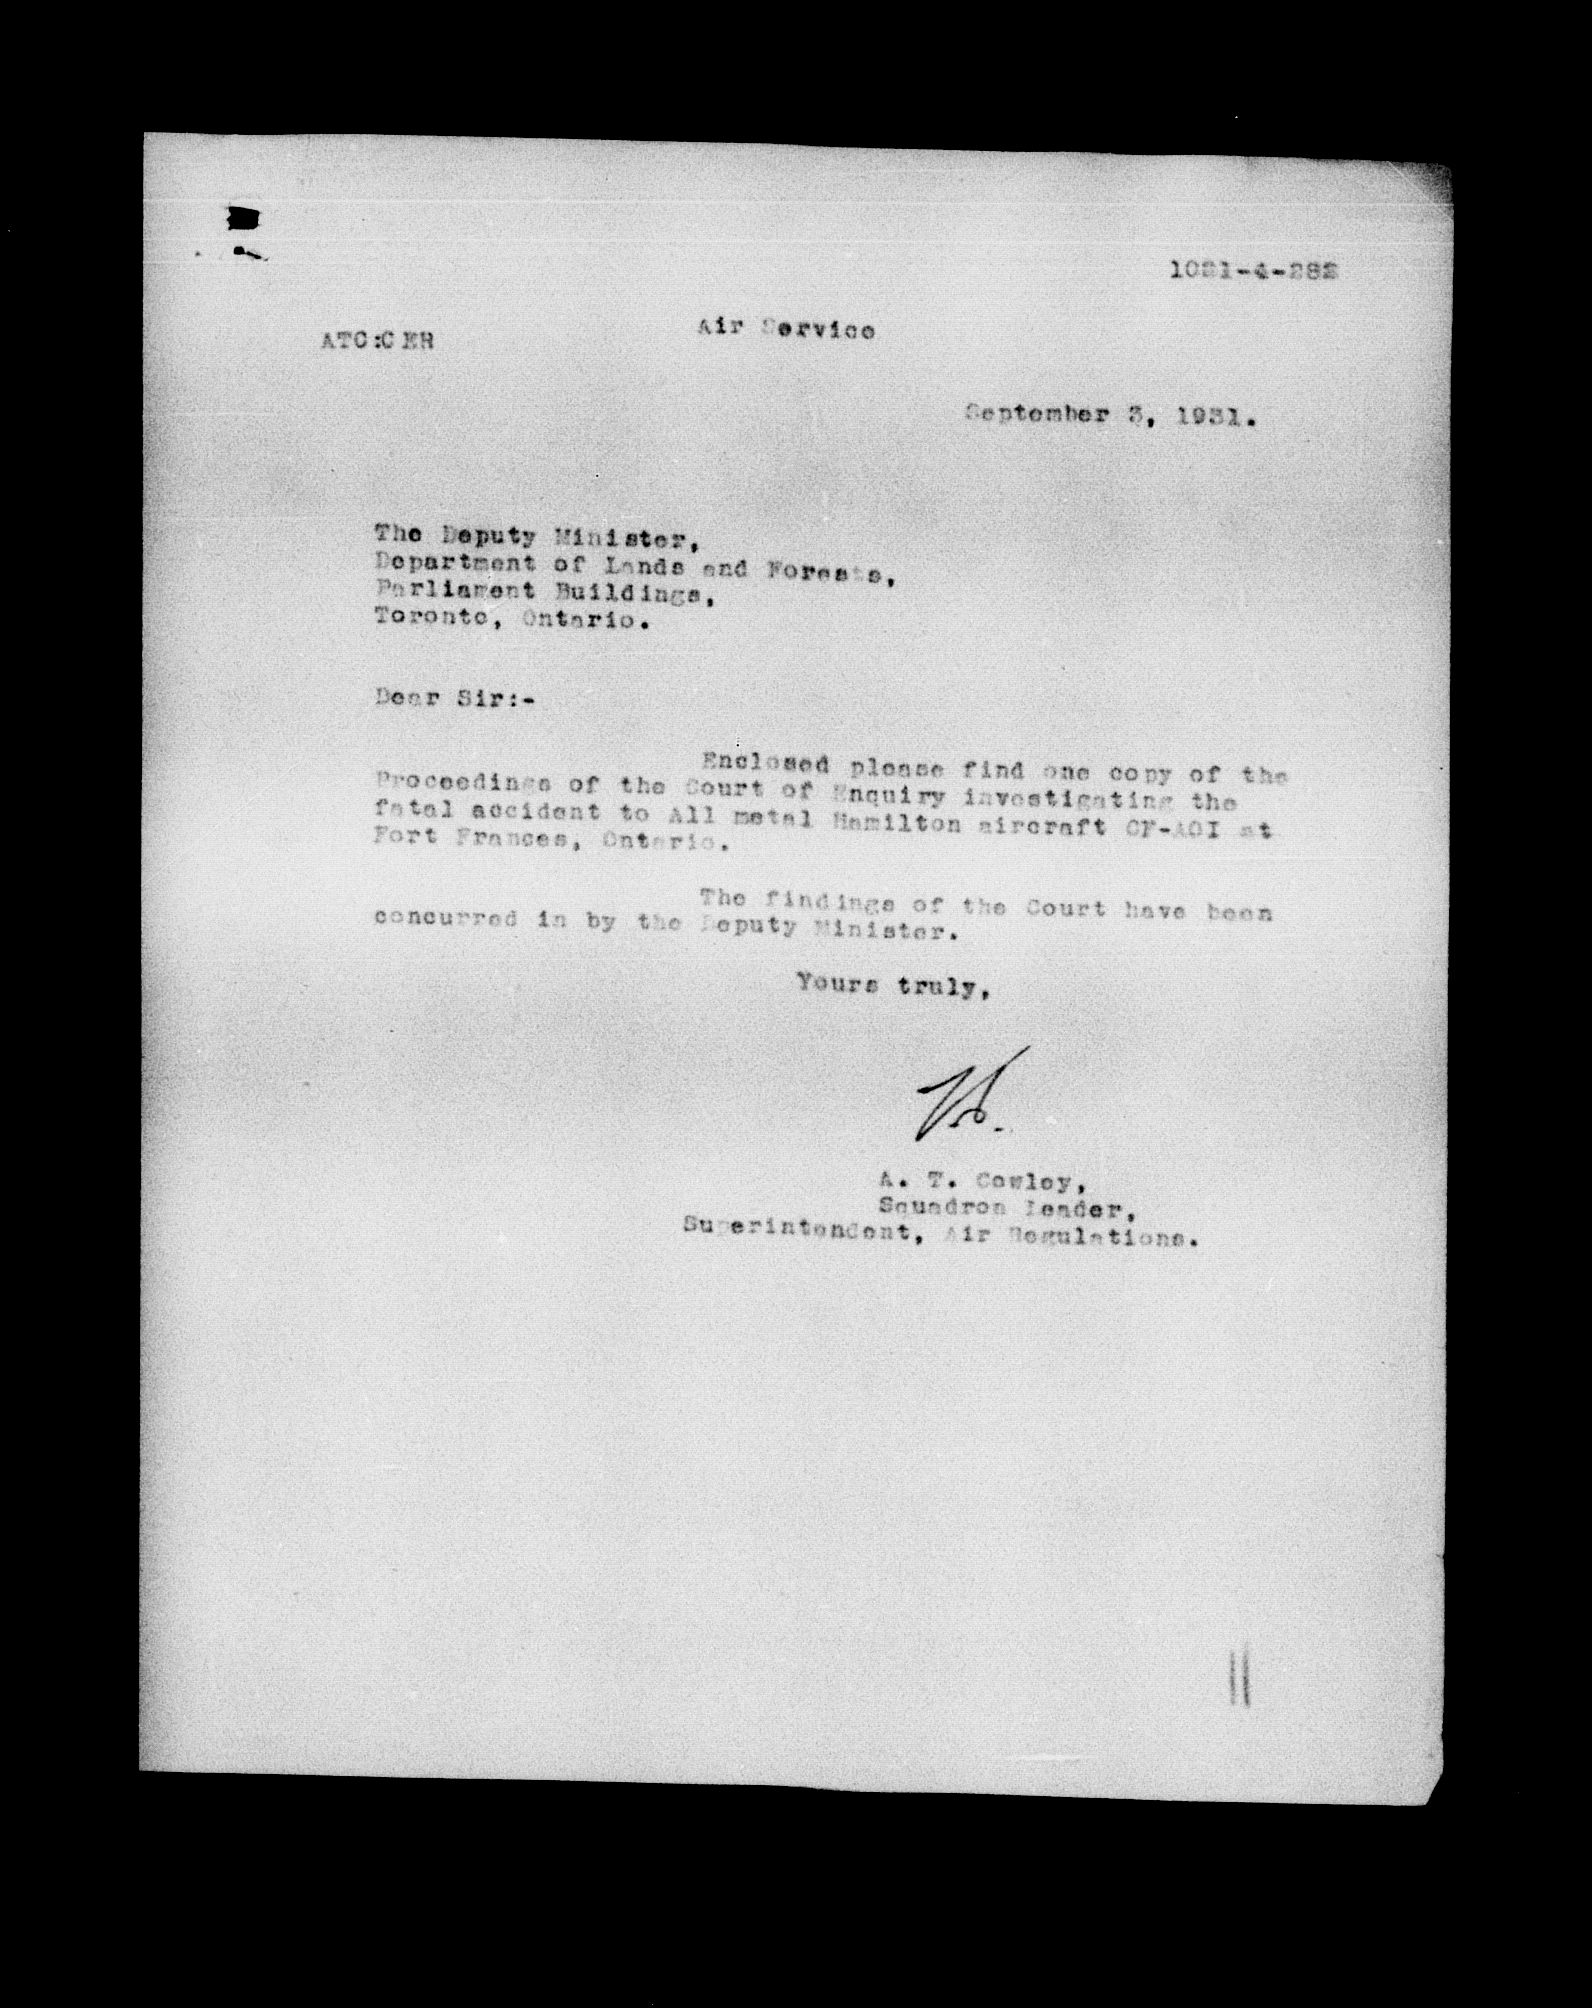 1021-4-282
Air Service
ATC:CER
September 3, 1931.
The Deputy Minister,
Department of Lands and Forests,
Parliament Buildings,
Toronto, Ontario.
Dear Sir:-
Enclosed please find one copy of the
Proceedings of the Court of Enquiry investigating the
fatal accident to All metal Hamilton aircraft CF-AOI at
Fort Frances, Ontario.
The findings of the Court have been
concurred in by the Deputy Minister.
Yours truly,
A. T. Cowley,
Squadron Leader,
Superintendent, Air Regulations.